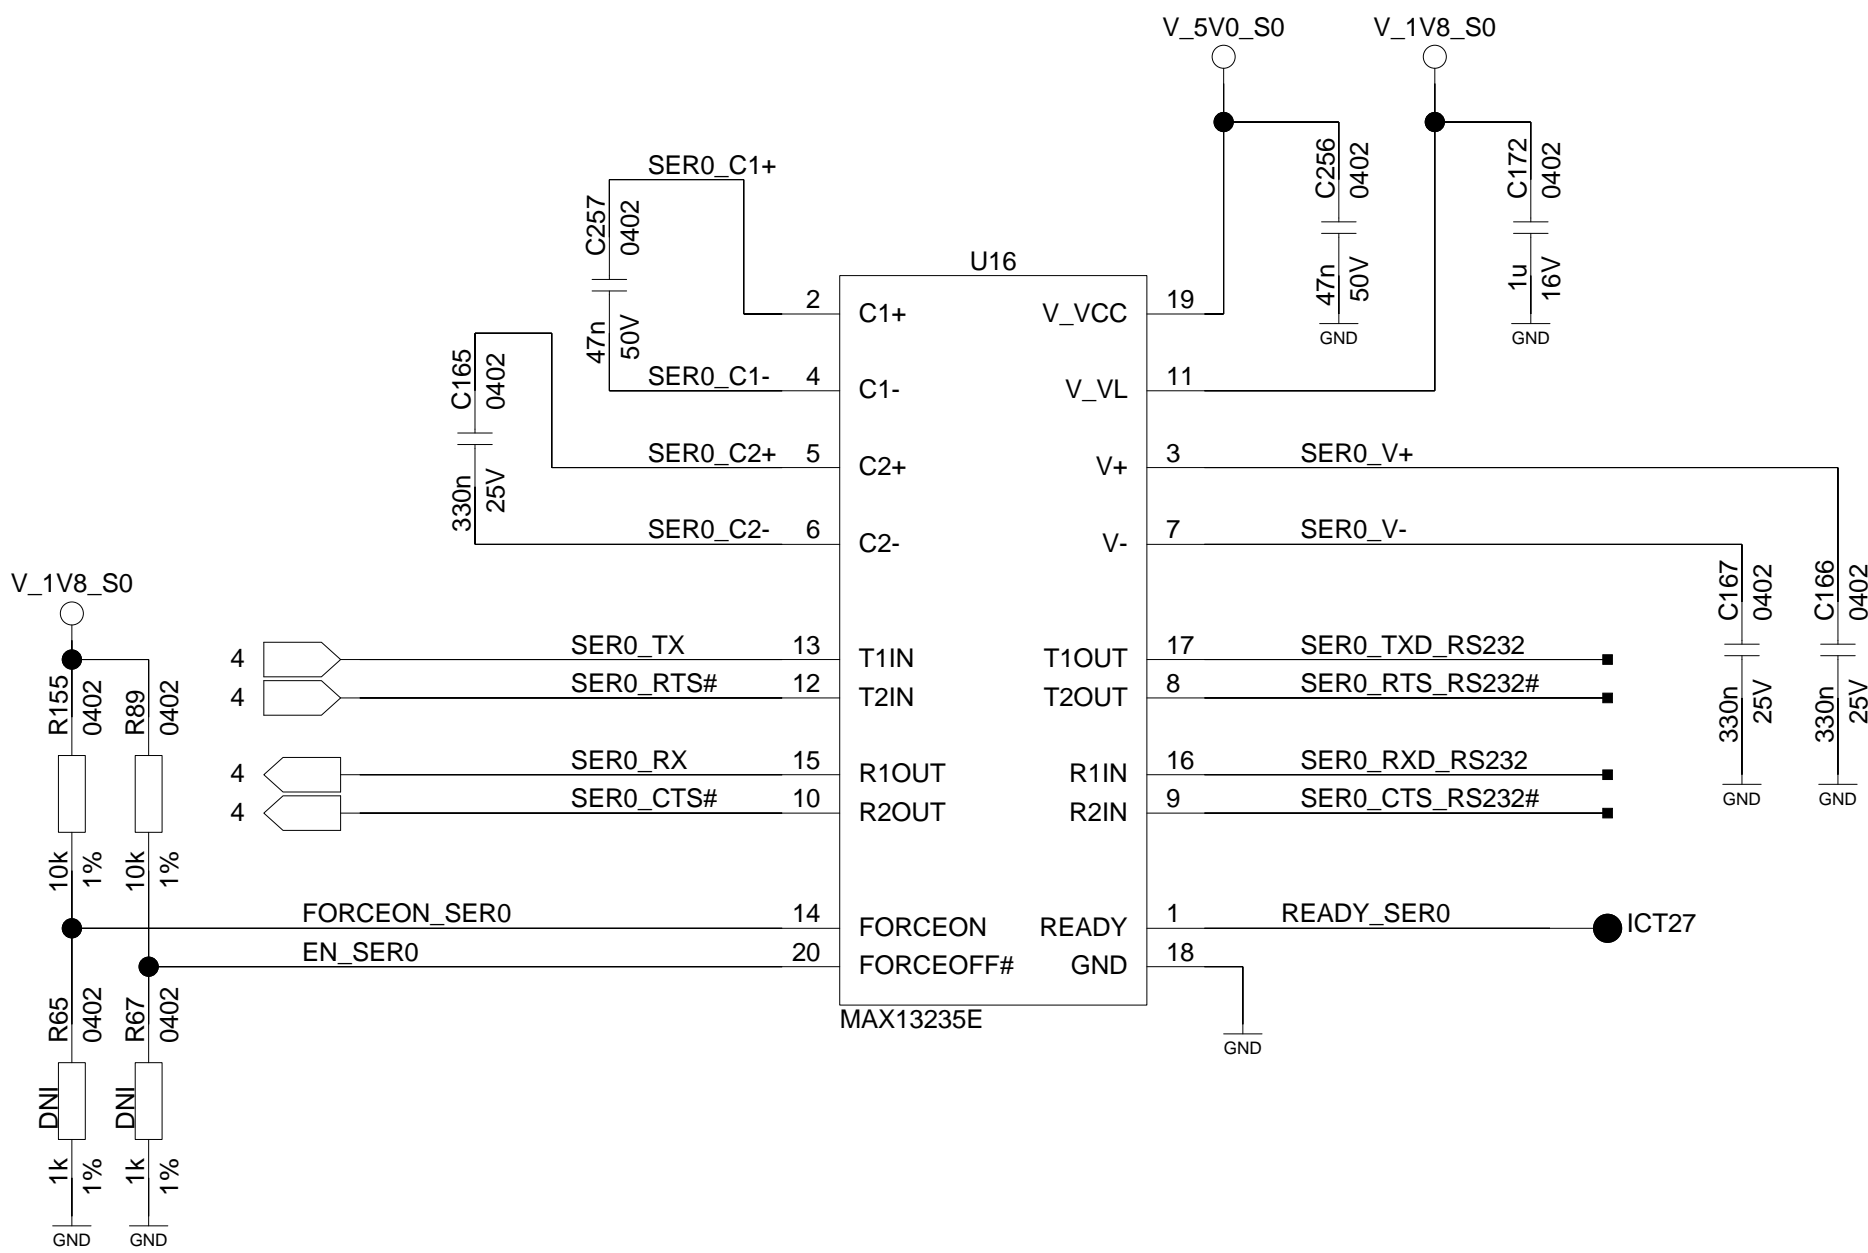 V_5V0_S0
V_1V8_S0
C256
0402
47n
50V
GND
C172
0402
1u
16V
GND
SER0_C1+
C257
0402
47n
50V
SER0_C1-
C165
0402
330n
25V
SER0_C2+
SER0_C2-
U16
2 C1+
4 C1-
5 C2+
6 C2-
V_VCC 19
V_VL 11
V+ 3 SER0_V+
V- 7 SER0_V-
C167
0402
330n
25V
GND
C166
0402
330n
25V
GND
V_1V8_S0
4 SER0_TX 13 T1IN T1OUT 17 SER0_TXD_RS232
4 SER0_RTS# 12 T2IN T2OUT 8 SER0_RTS_RS232#
4 SER0_RX 15 R1OUT R1IN 16 SER0_RXD_RS232
4 SER0_CTS# 10 R2OUT R2IN 9 SER0_CTS_RS232#
R155
0402
10k
1%
R89
0402
10k
1%
FORCEON_SER0 14 FORCEON READY 1 READY_SER0 ICT27
EN_SER0 20 FORCEOFF# GND 18
MAX13235E
GND
R65
0402
DNI
1k
1%
GND
R67
0402
DNI
1k
1%
GND